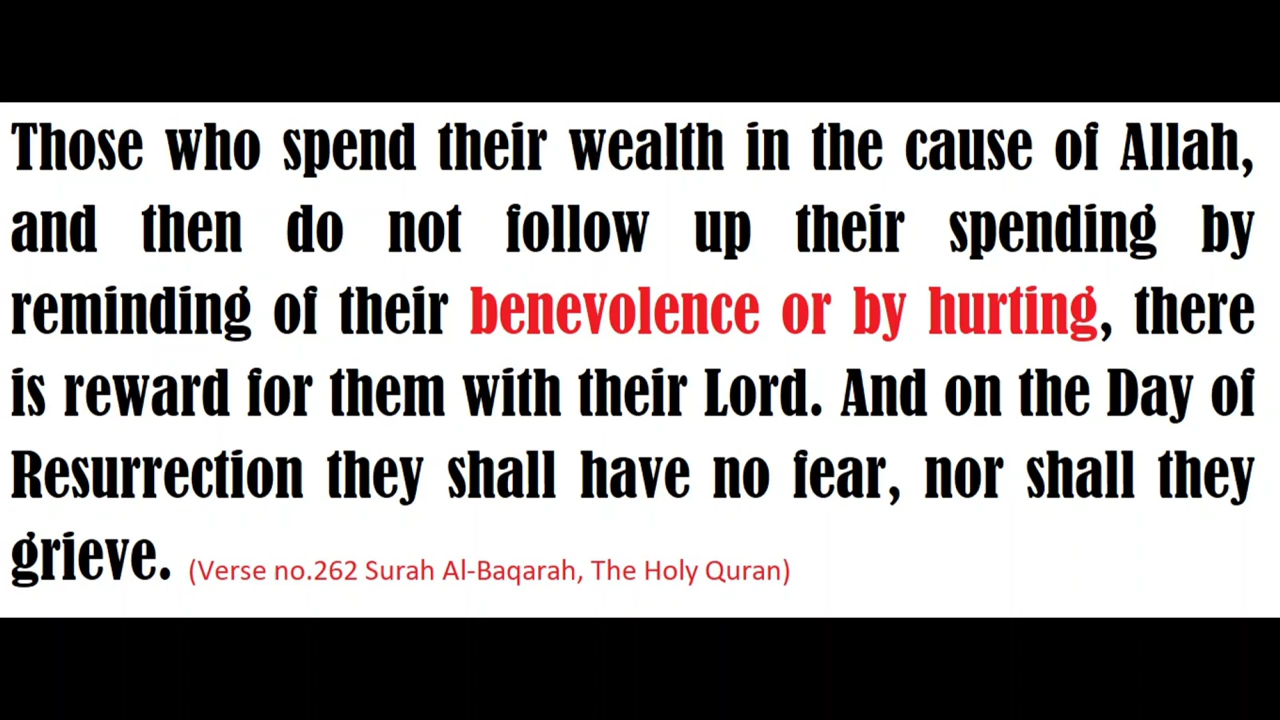 Those who spend their wealth in the cause of Allah,
and then do not follow up their spending by
reminding of their benevolence or by hurting, there
is reward for them with their Lord. And on the Day of
Resurrection they shall have no fear, nor shall they
grieve. (Verse no.262 Surah Al-Baqarah, The Holy Quran)